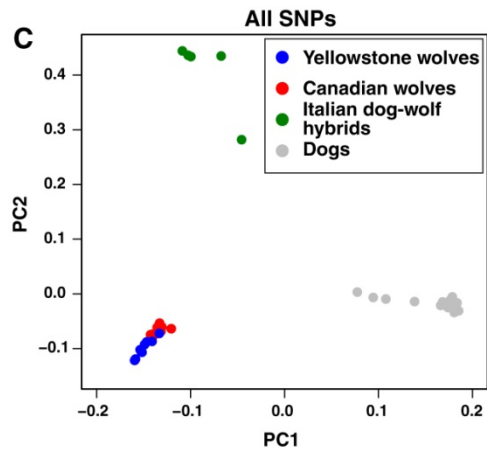 C
All SNPs
Yellowstone wolves
Canadian wolves
Italian dog-wolf
hybrids
Dogs
PC2
0.4
0.3
0.2
0.1
0.0
−0.1
−0.2
−0.1
0.0
0.1
0.2
PC1